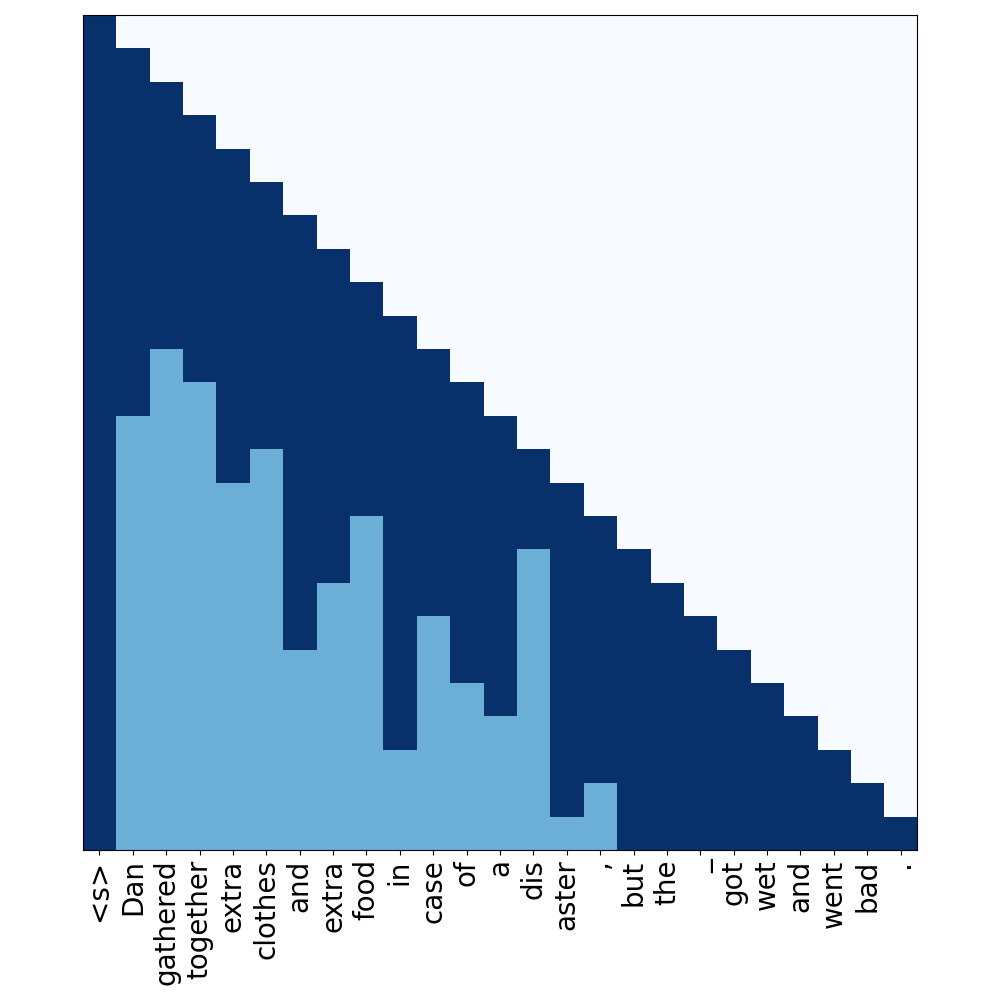 <s> Dan gathered together extra clothes and extra food in case of a dis aster , but the _ got wet and went bad .